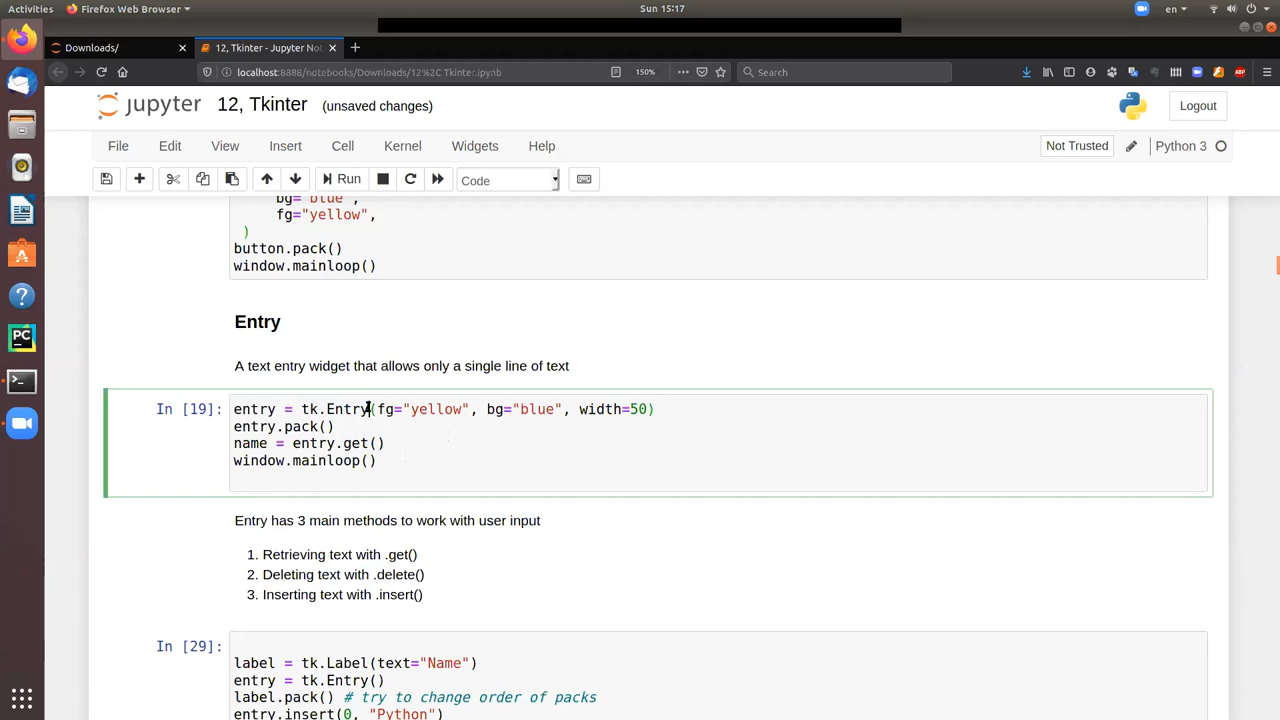 Activities Firefox Web Browser Sun 15:17 en
Downloads/ 12, Tkinter - Jupyter No
localhost:8888/notebooks/Downloads/12%2C Tkinter.ipynb 150% Search
jupyter 12, Tkinter (unsaved changes) Logout
File Edit View Insert Cell Kernel Widgets Help Not Trusted Python 3
Run Code
bg="blue",
fg="yellow",
)
button.pack()
window.mainloop()
Entry
A text entry widget that allows only a single line of text
In [19]: entry = tk.Entry(fg="yellow", bg="blue", width=50)
entry.pack()
name = entry.get()
window.mainloop()
Entry has 3 main methods to work with user input
1. Retrieving text with .get()
2. Deleting text with .delete()
3. Inserting text with .insert()
In [29]:
label = tk.Label(text="Name")
entry = tk.Entry()
label.pack() # try to change order of packs
entry.insert(0, "Python")